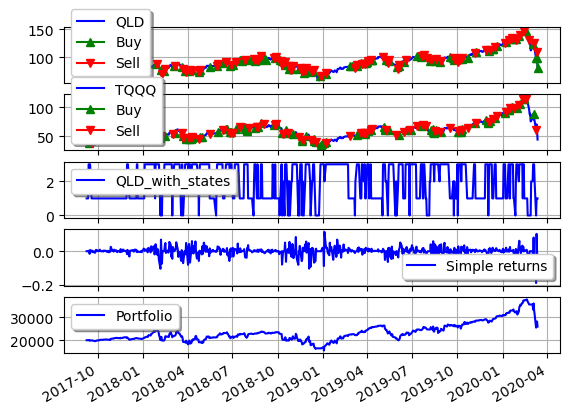 150
100
QLD
Buy
Sell
100
50
TQQQ
Buy
Sell
2
0
QLD_with_states
0.0
−0.2
Simple returns
30000
20000
Portfolio
2017-10
2018-01
2018-04
2018-07
2018-10
2019-01
2019-04
2019-07
2019-10
2020-01
2020-04